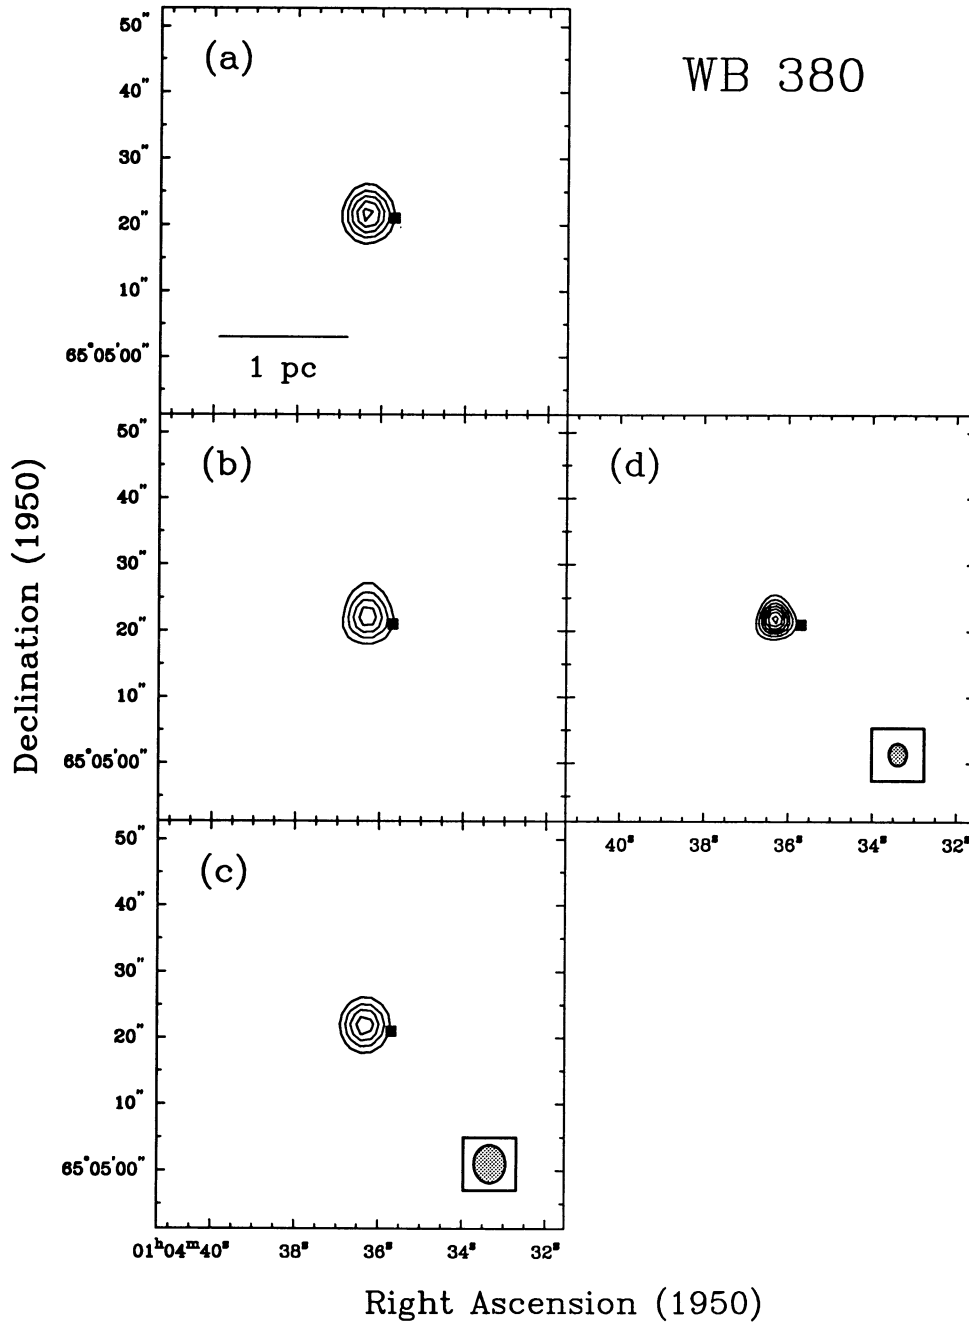 WB 380
(a)
50"
40"
30"
20"
10"
65°05'00"
1 pc
(b)
50"
40"
30"
20"
10"
65°05'00"
(d)
40ˢ 38ˢ 36ˢ 34ˢ 32ˢ
(c)
50"
40"
30"
20"
10"
65°05'00"
01ʰ04ᵐ40ˢ 38ˢ 36ˢ 34ˢ 32ˢ
Declination (1950)
Right Ascension (1950)